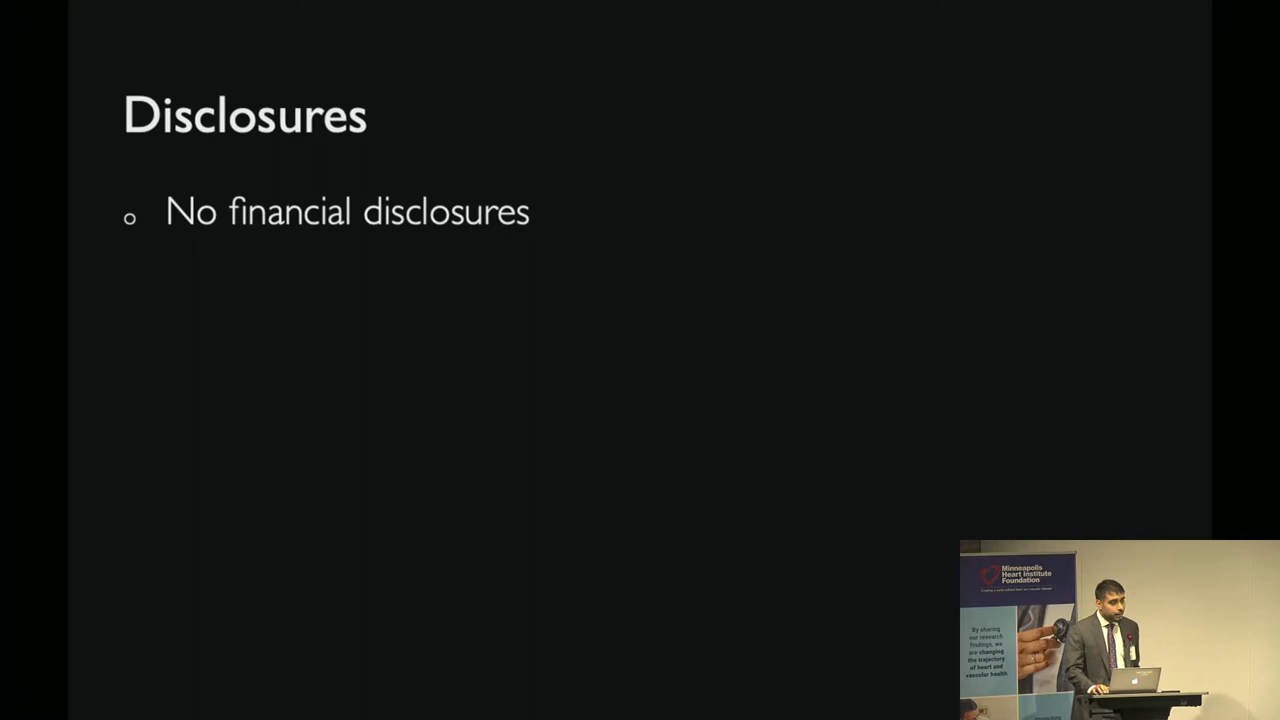 Disclosures
No financial disclosures
Minneapolis
Heart Institute
Foundation
By sharing
our research
findings, we
are changing
the trajectory
of heart and
vascular health